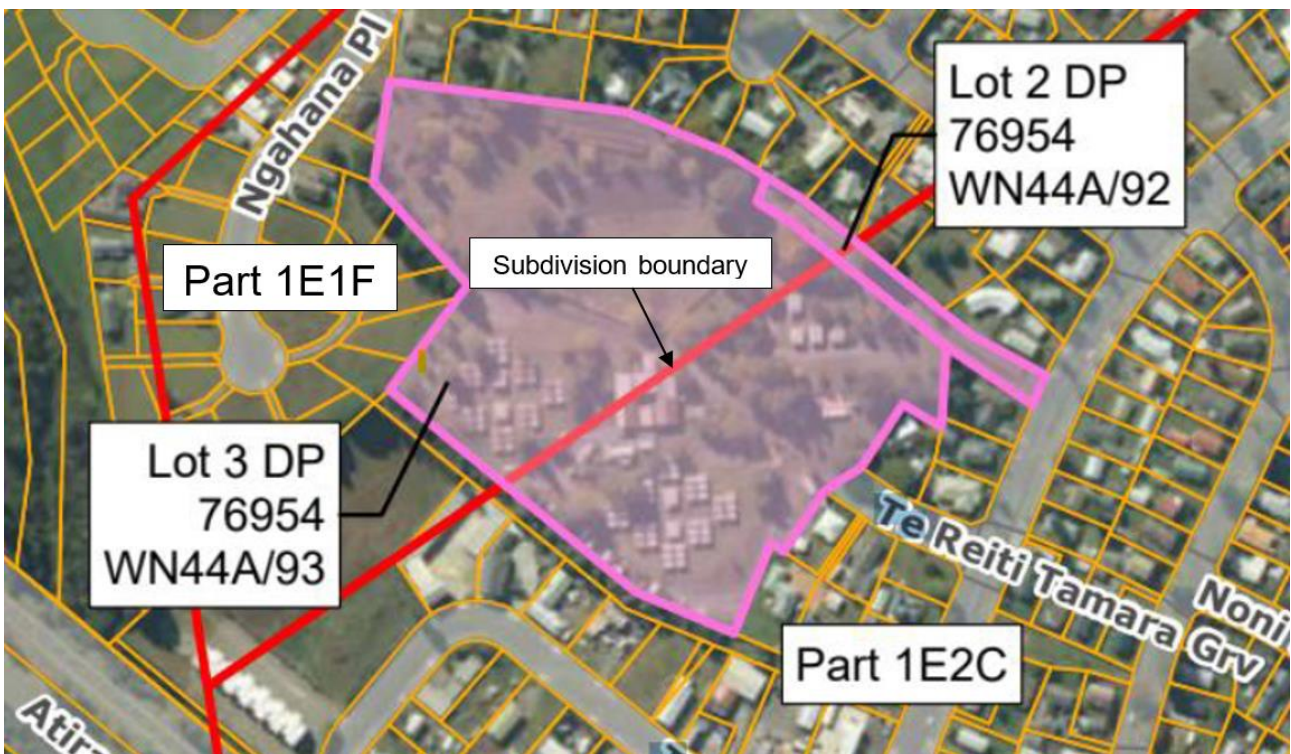 Ngahana Pl
Lot 2 DP
76954
WN44A/92
Part 1E1F
Subdivision boundary
Lot 3 DP
76954
WN44A/93
Te Reiti Tamara Grv
Part 1E2C